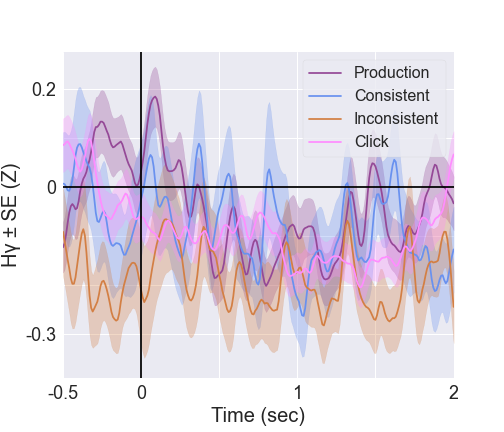 Production
Consistent
Inconsistent
Click
0.2
0
-0.3
Hγ ± SE (Z)
-0.5 0 1 2
Time (sec)